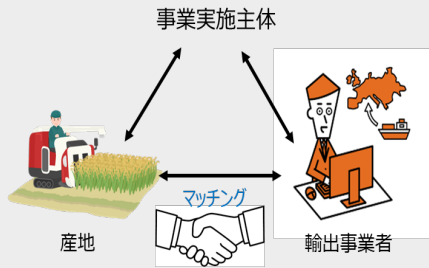 事業実施主体
マッチング
産地
輸出事業者